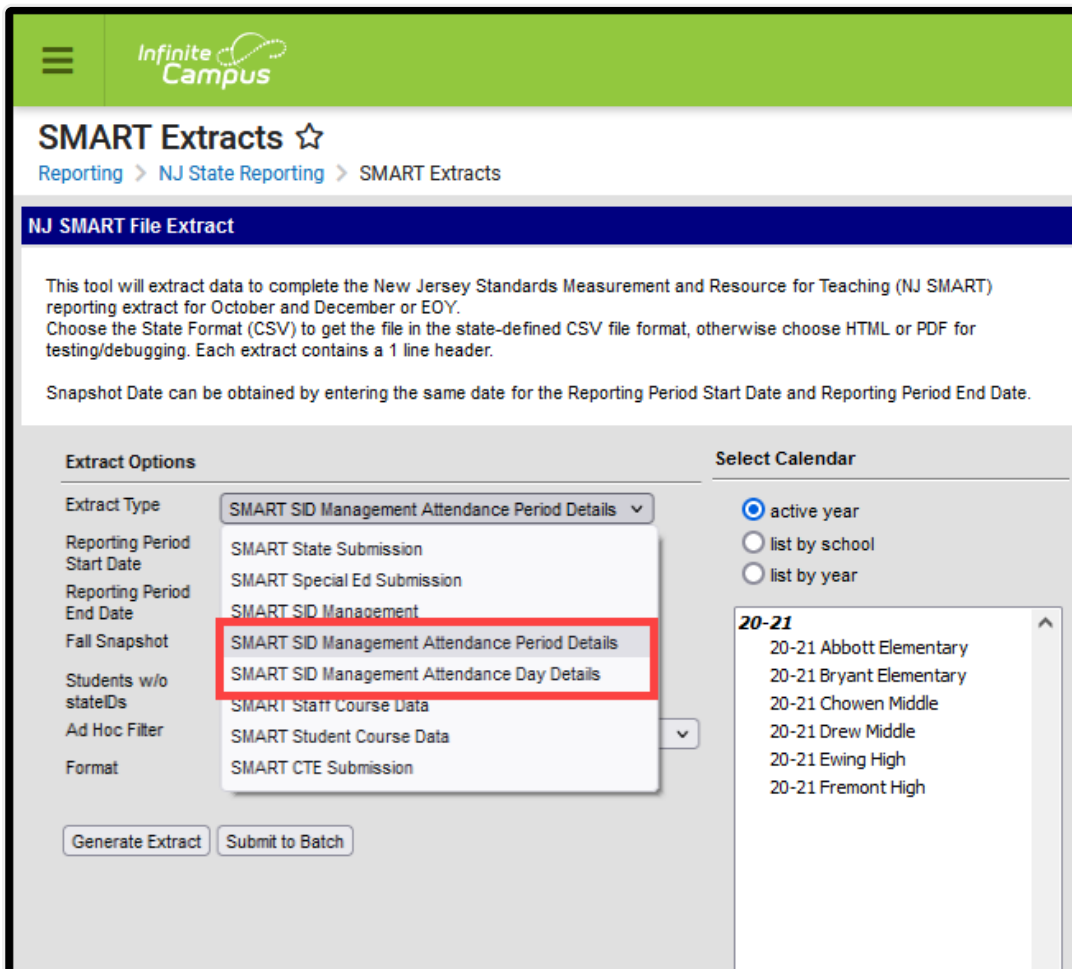 Infinite
Campus
SMART Extracts
Reporting > NJ State Reporting > SMART Extracts
NJ SMART File Extract
This tool will extract data to complete the New Jersey Standards Measurement and Resource for Teaching (NJ SMART)
reporting extract for October and December or EOY.
Choose the State Format (CSV) to get the file in the state-defined CSV file format, otherwise choose HTML or PDF for
testing/debugging. Each extract contains a 1 line header.
Snapshot Date can be obtained by entering the same date for the Reporting Period Start Date and Reporting Period End Date.
Extract Options
Extract Type
SMART SID Management Attendance Period Details
Reporting Period
Start Date
Reporting Period
End Date
Fall Snapshot
Students w/o
stateIDs
Ad Hoc Filter
Format
SMART State Submission
SMART Special Ed Submission
SMART SID Management
SMART SID Management Attendance Period Details
SMART SID Management Attendance Day Details
SMART Staff Course Data
SMART Student Course Data
SMART CTE Submission
Generate Extract
Submit to Batch
Select Calendar
active year
list by school
list by year
20-21
20-21 Abbott Elementary
20-21 Bryant Elementary
20-21 Chowen Middle
20-21 Drew Middle
20-21 Ewing High
20-21 Fremont High